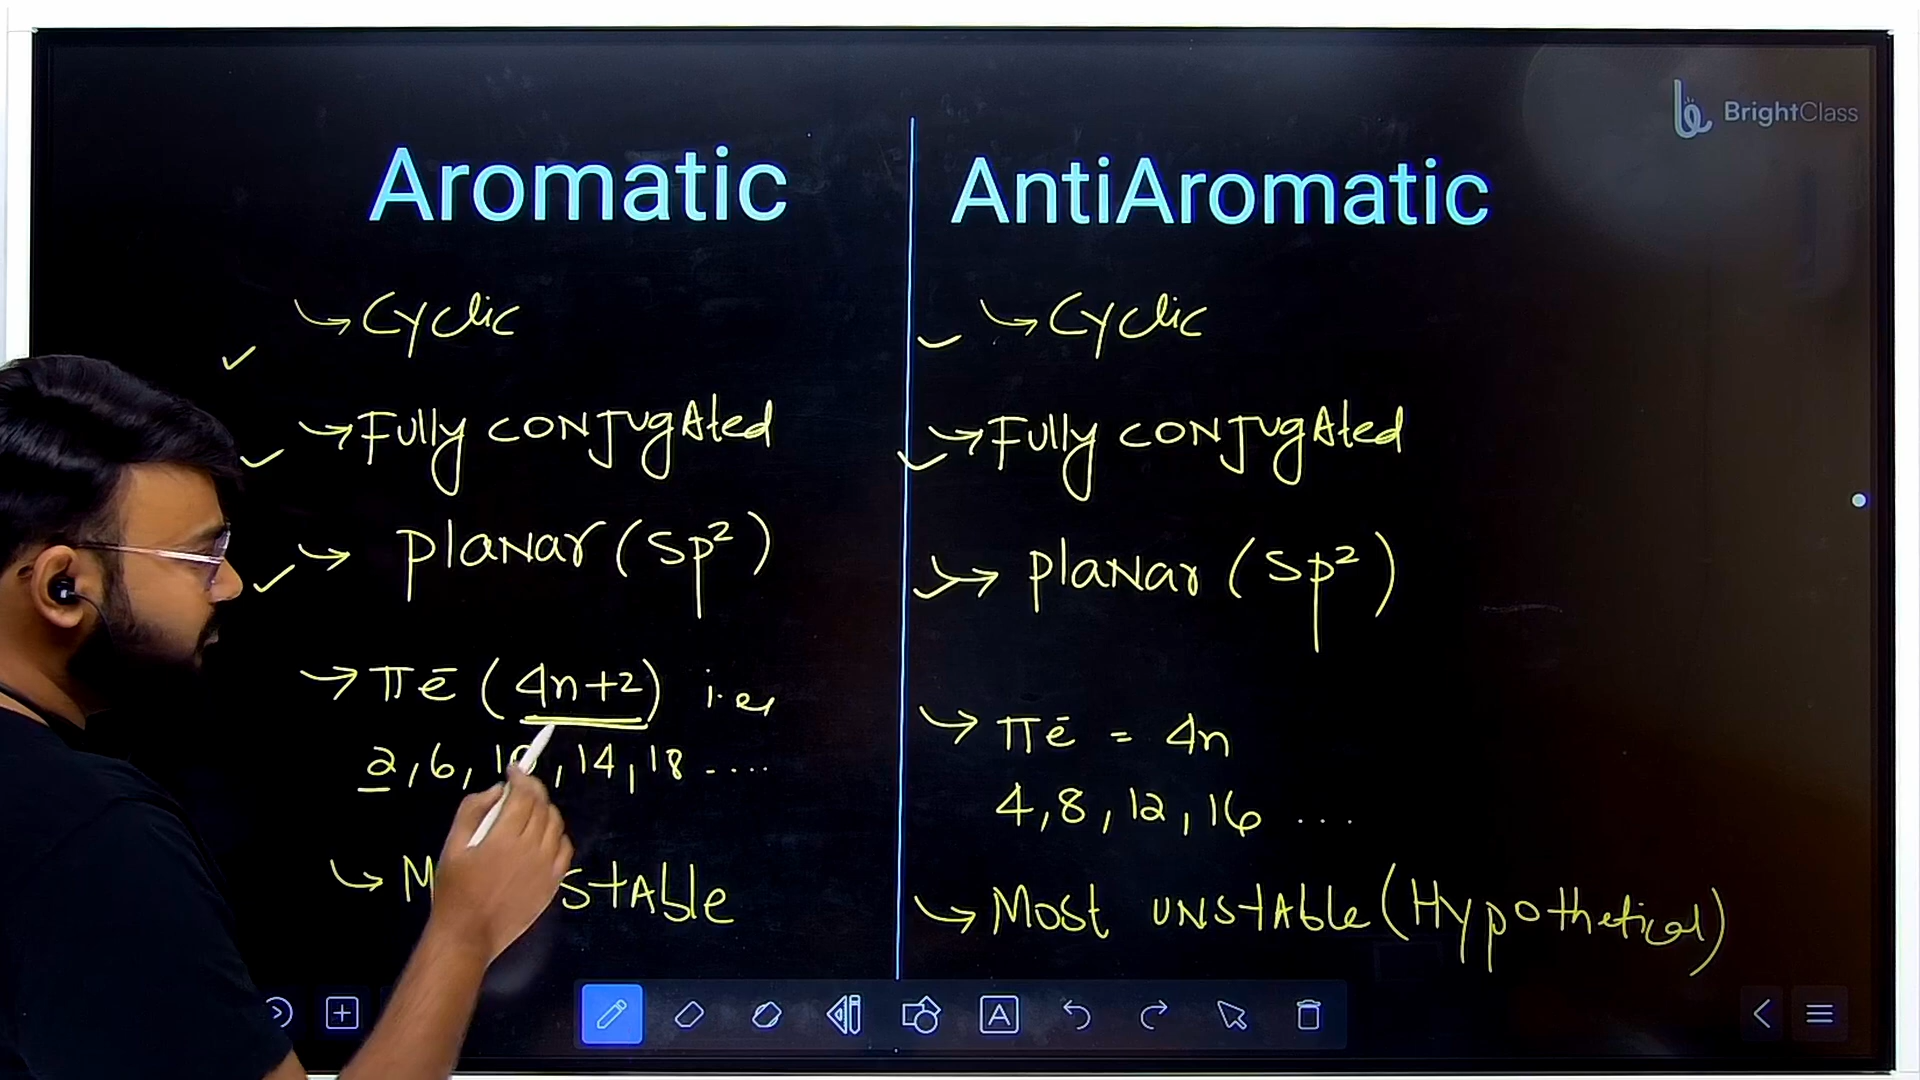 BrightClass
Aromatic
→ Cyclic
→ Fully conjugated
→ planar (sp²)
→ πē (4n+2) i.e,
2, 6, 10, 14, 18 ....
→ stable
AntiAromatic
→ Cyclic
→ Fully conjugated
→ planar (sp²)
→ πē = 4n
4, 8, 12, 16 ...
→ Most unstable (Hypothetical)